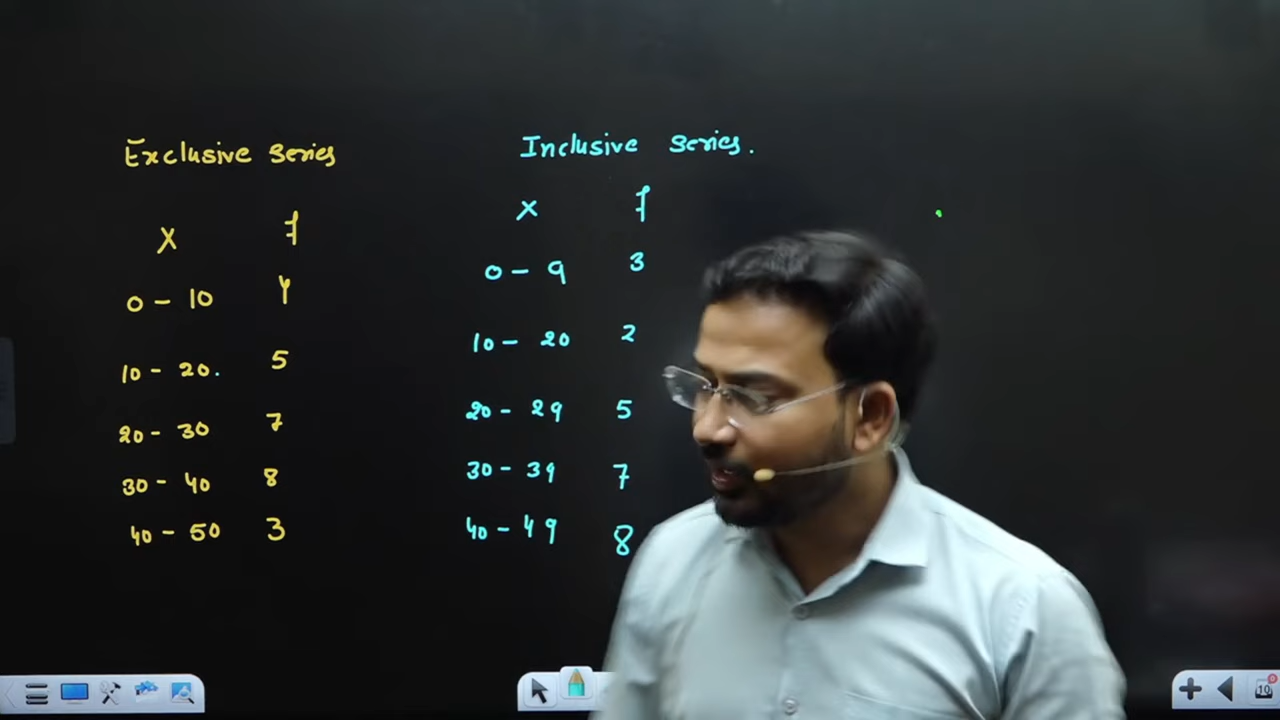 Exclusive series
X f
0 - 10 4
10 - 20. 5
20 - 30 7
30 - 40 8
40 - 50 3
Inclusive series.
X f
0 - 9 3
10 - 20 2
20 - 29 5
30 - 39 7
40 - 49 8
10